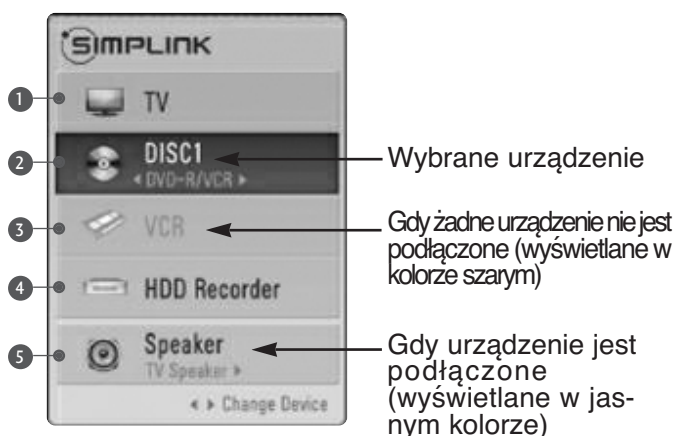 SIMPLINK
1 TV
2 DISC1
◂ DVD-R/VCR ▸
Wybrane urządzenie
3 VCR
Gdy żadne urządzenie nie jest
podłączone (wyświetlane w
kolorze szarym)
4 HDD Recorder
5 Speaker
TV Speaker ▸
Gdy urządzenie jest
podłączone
(wyświetlane w jas-
nym kolorze)
◂ ▸ Change Device